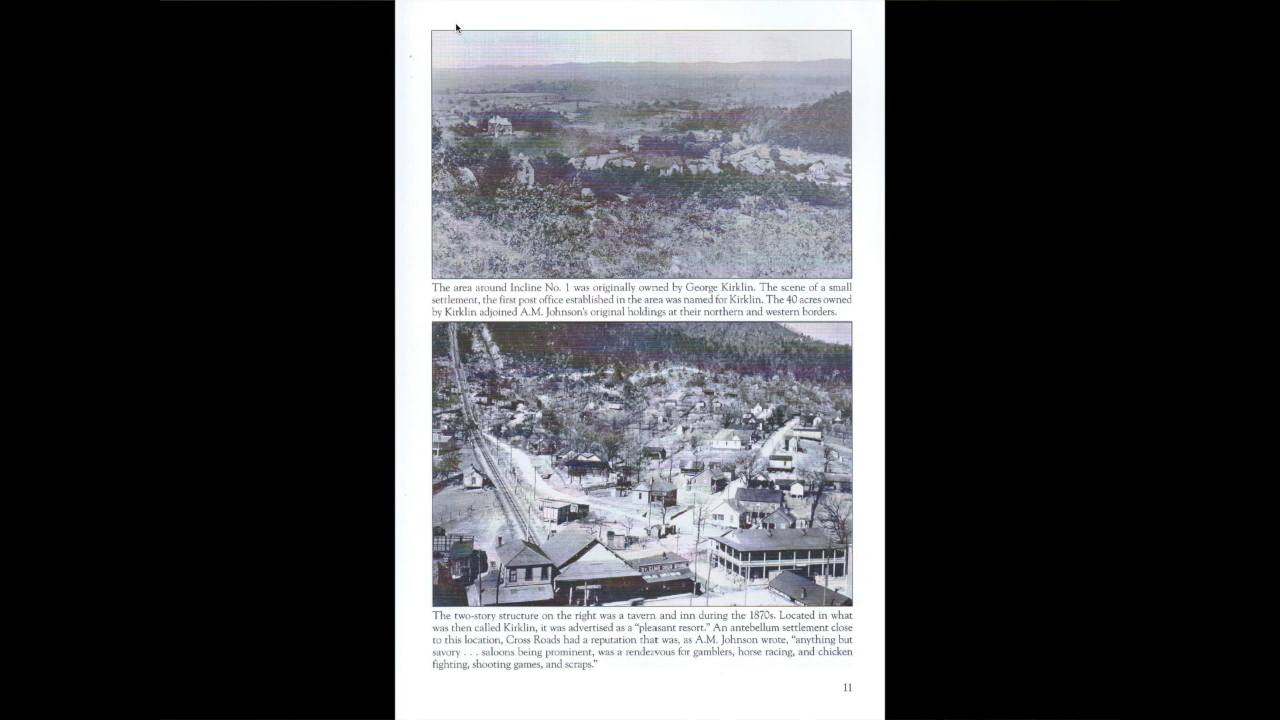 The area around Incline No. 1 was originally owned by George Kirklin. The scene of a small
settlement, the first post office established in the area was named for Kirklin. The 40 acres owned
by Kirklin adjoined A.M. Johnson's original holdings at their northern and western borders.
The two-story structure on the right was a tavern and inn during the 1870s. Located in what
was then called Kirklin, it was advertised as a “pleasant resort.” An antebellum settlement close
to this location, Cross Roads had a reputation that was, as A.M. Johnson wrote, “anything but
savory . . . saloons being prominent, was a rendezvous for gamblers, horse racing, and chicken
fighting, shooting games, and scraps.”
11